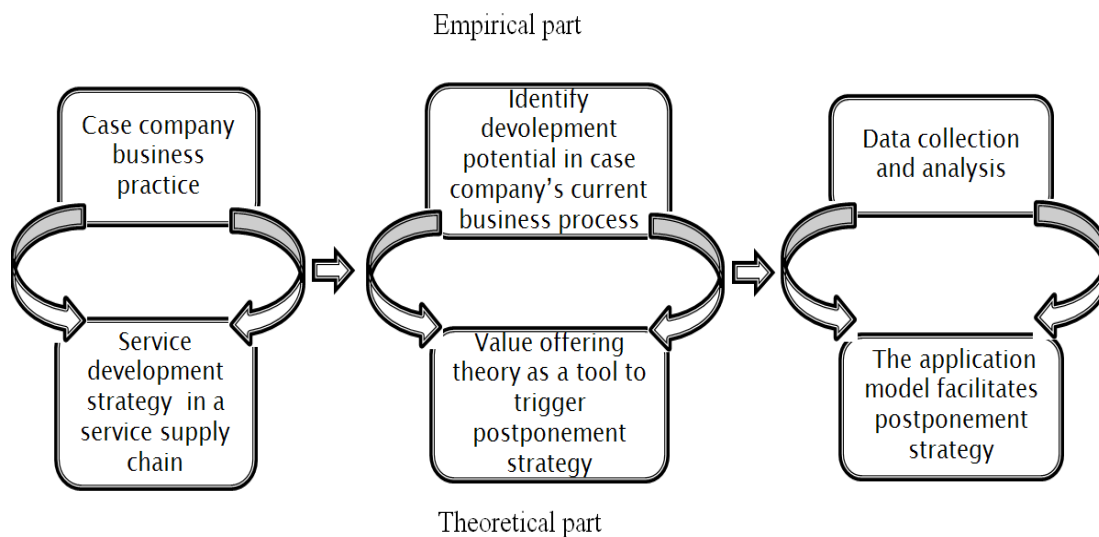 Empirical part
Case company
business
practice
Identify
devolepment
potential in case
company's current
business process
Data collection
and analysis
Service
development
strategy in a
service supply
chain
Value offering
theory as a tool to
trigger
postponement
strategy
The application
model facilitates
postponement
strategy
Theoretical part